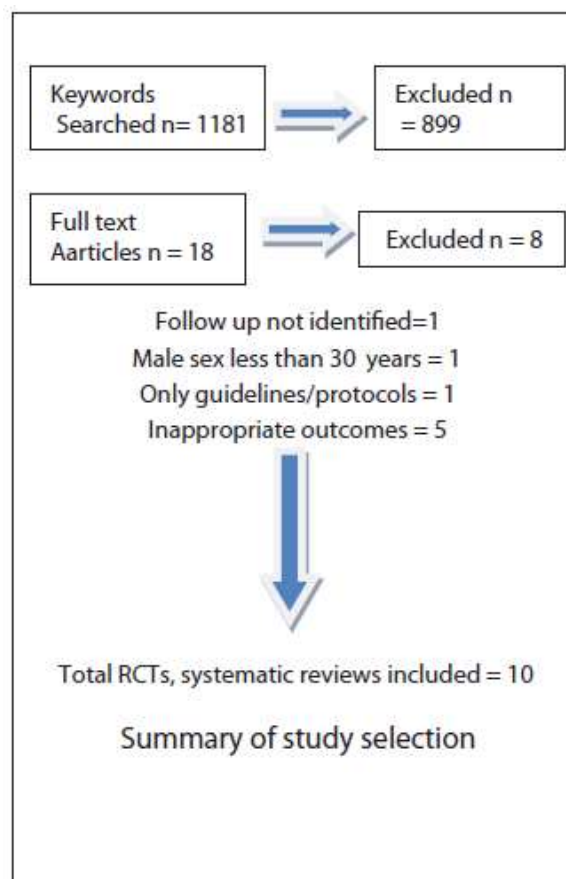 Keywords
Searched n= 1181
Excluded n
= 899
Full text
Aarticles n = 18
Excluded n = 8
Follow up not identified=1
Male sex less than 30 years = 1
Only guidelines/protocols = 1
Inappropriate outcomes = 5
Total RCTs, systematic reviews included = 10
Summary of study selection